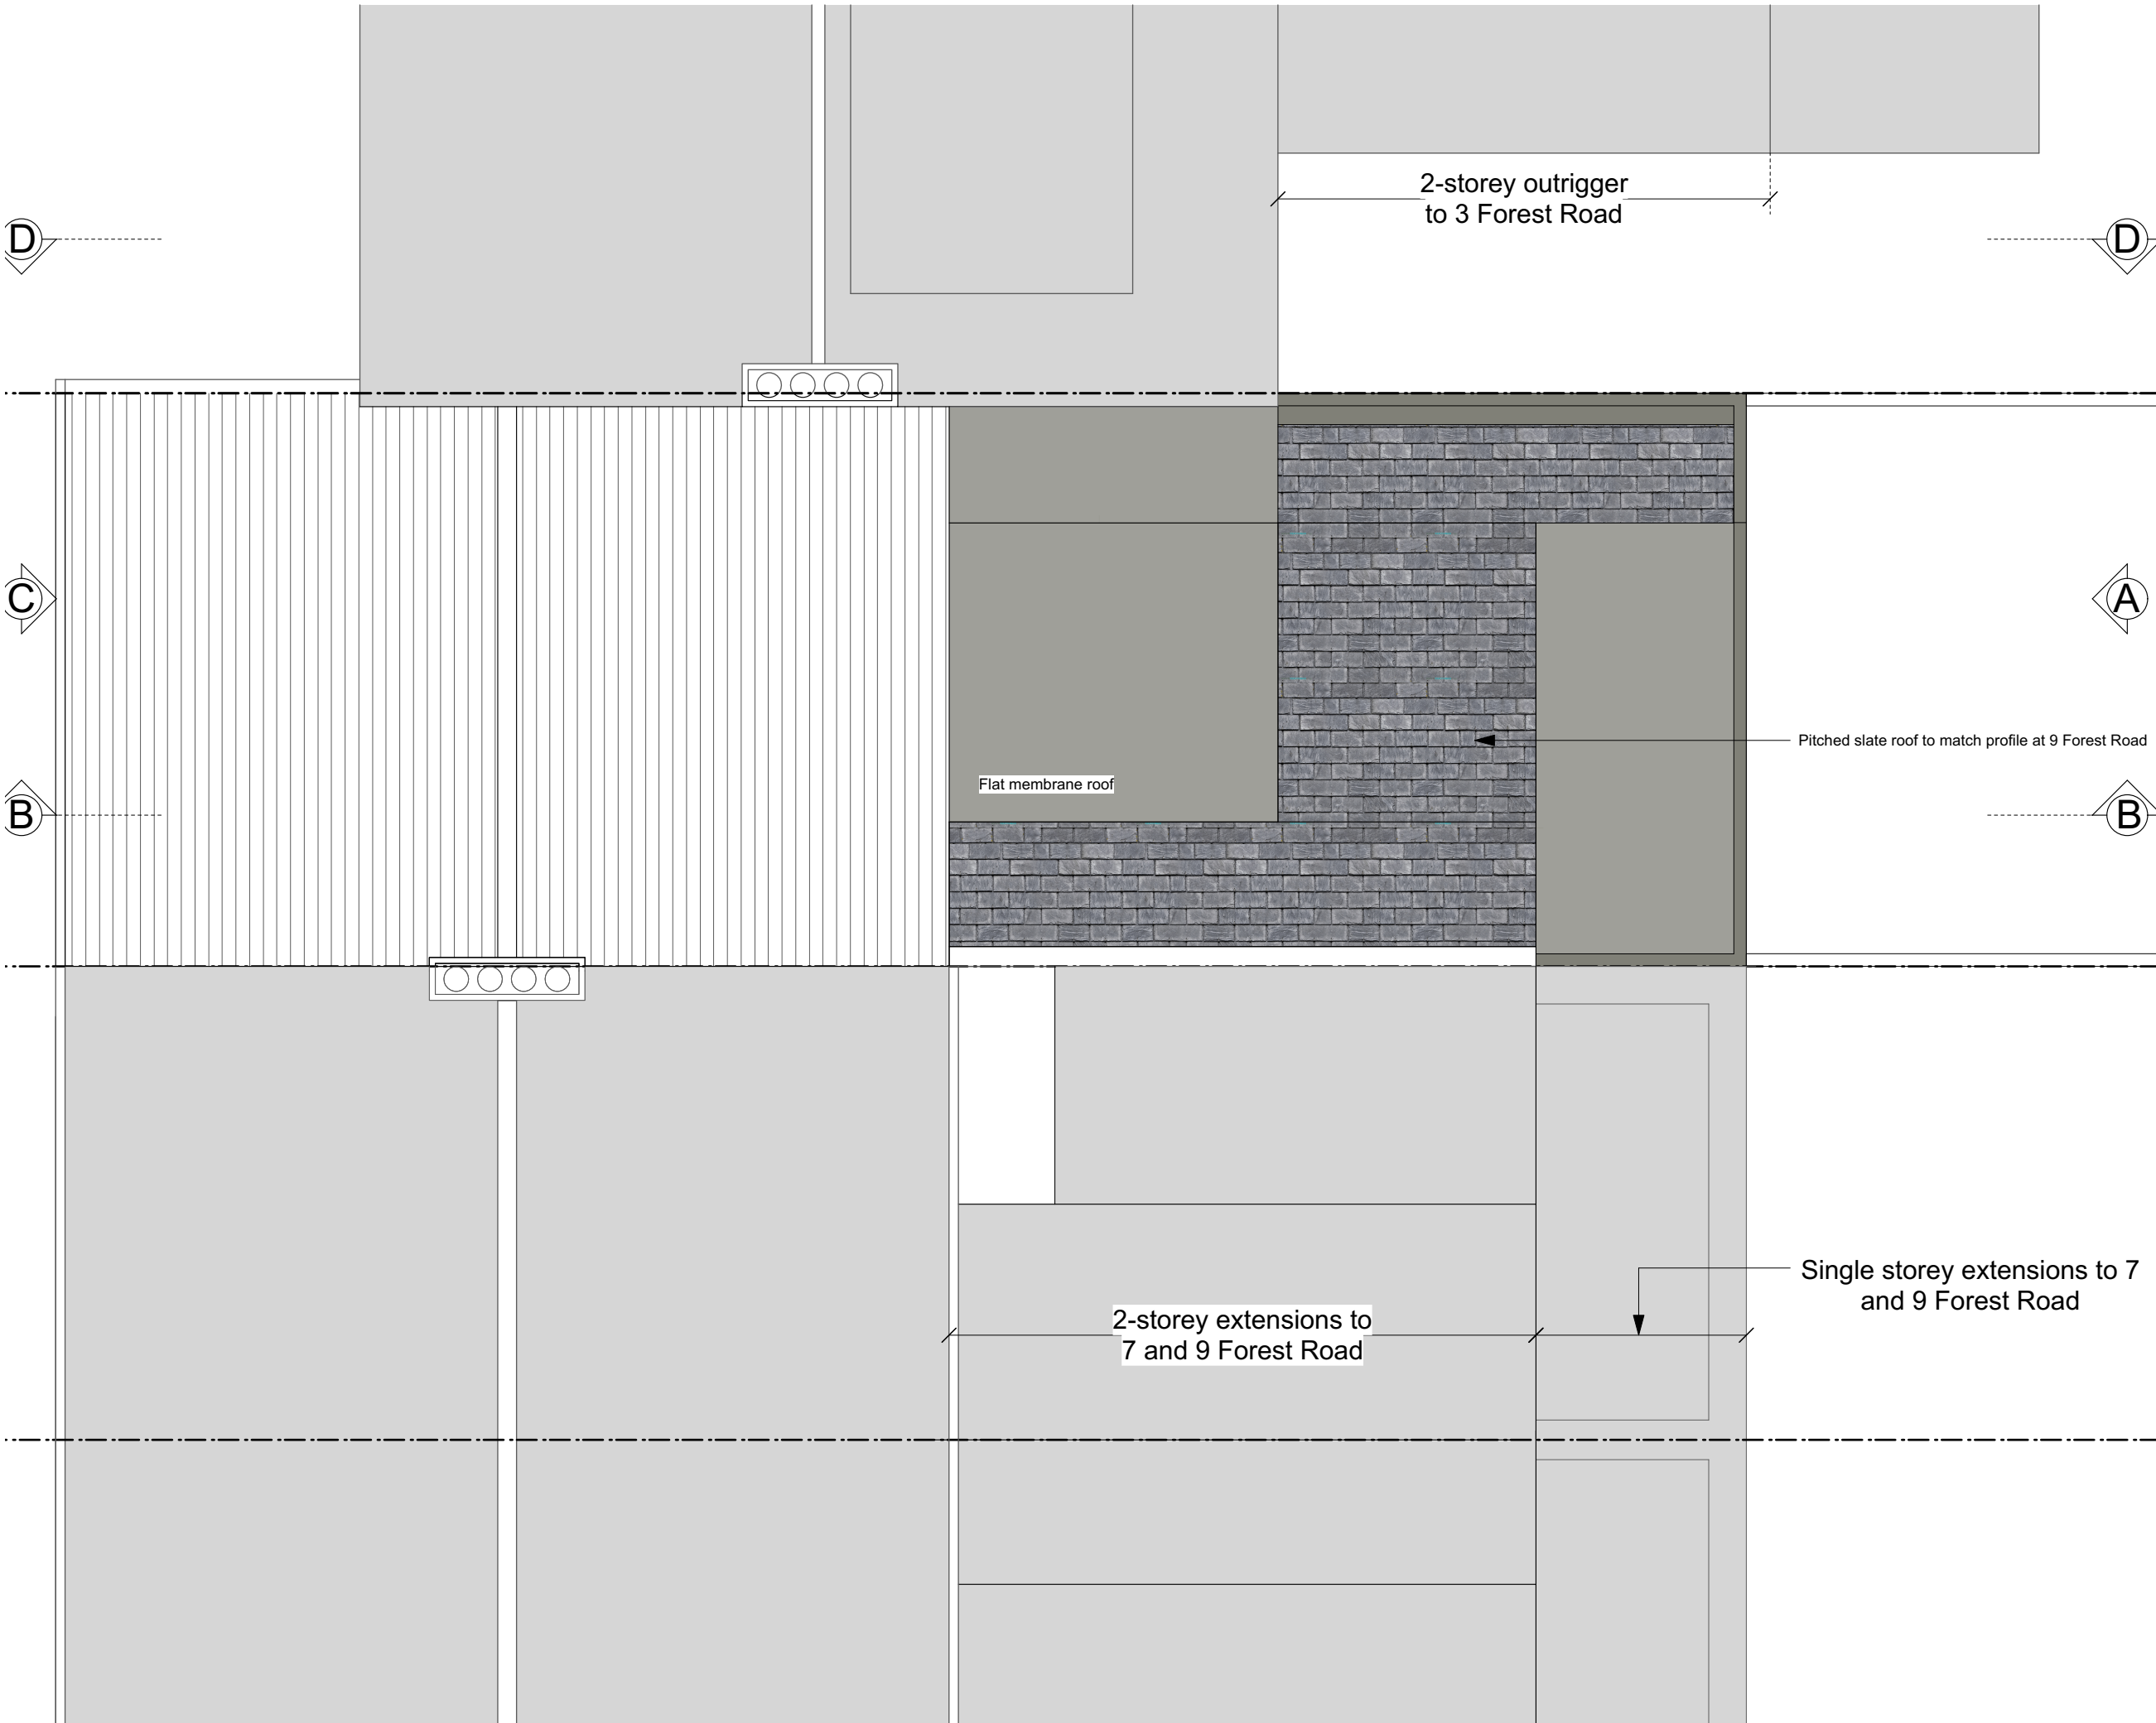 2-storey outrigger
to 3 Forest Road
D
D
C
A
Pitched slate roof to match profile at 9 Forest Road
Flat membrane roof
B
B
Single storey extensions to 7
and 9 Forest Road
2-storey extensions to
7 and 9 Forest Road